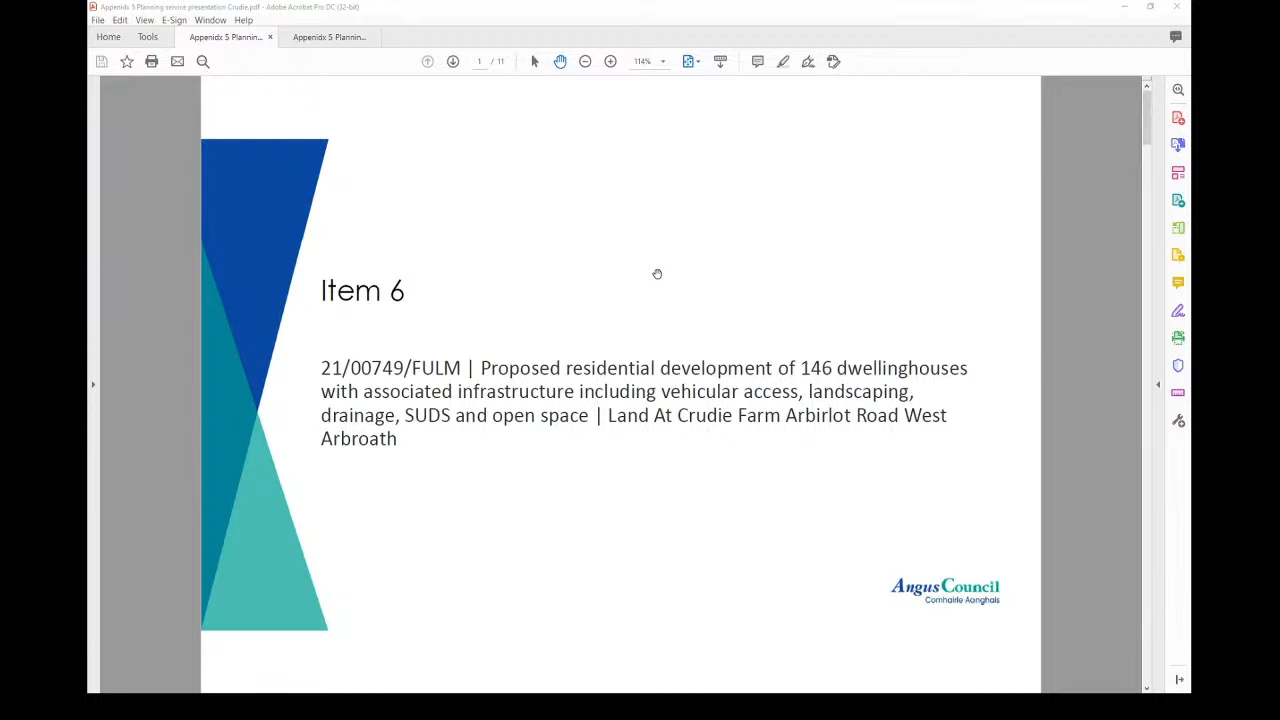 Appenidx 5 Planning service presentation Crudie.pdf - Adobe Acrobat Pro DC (32-bit)
File Edit View E-Sign Window Help
Home Tools Appenidx 5 Plannin... × Appenidx 5 Plannin...
1 / 11 114%
Item 6
21/00749/FULM | Proposed residential development of 146 dwellinghouses
with associated infrastructure including vehicular access, landscaping,
drainage, SUDS and open space | Land At Crudie Farm Arbirlot Road West
Arbroath
AngusCouncil
Comhairle Aonghais